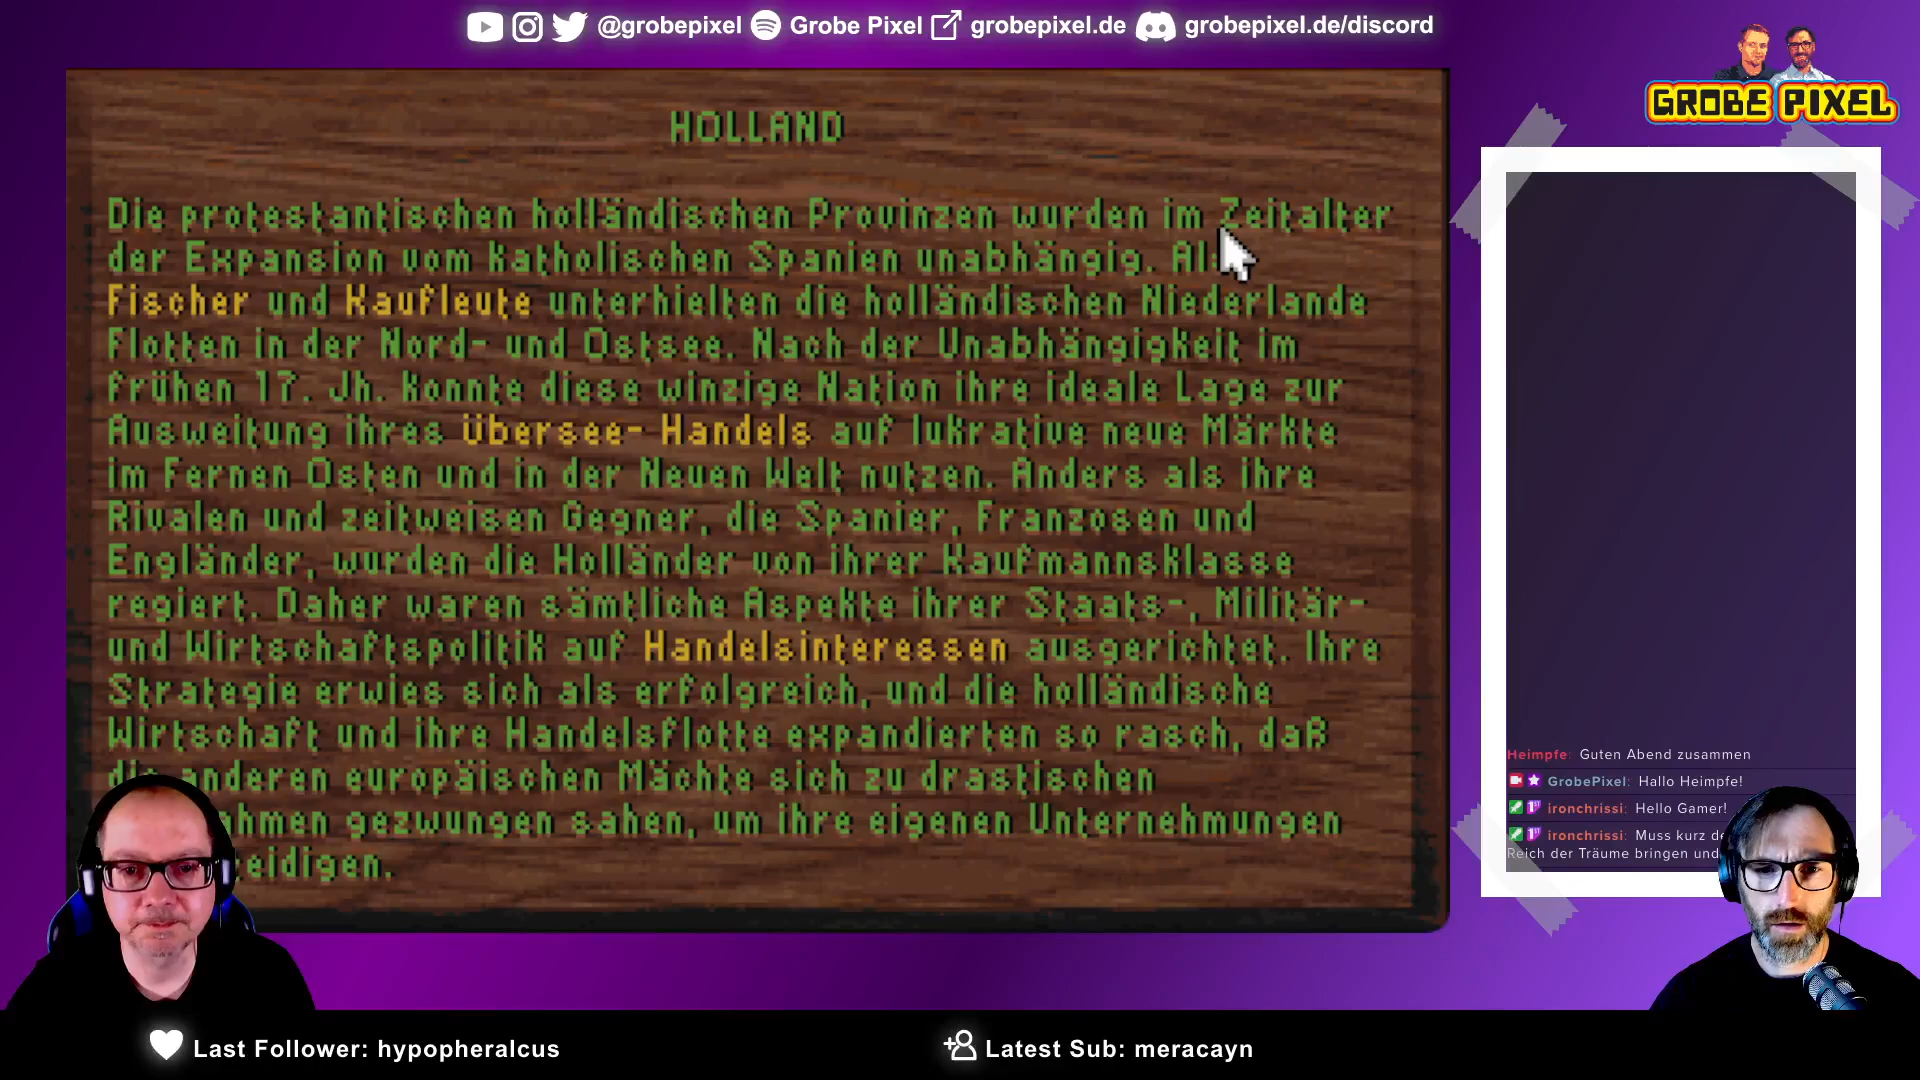 @grobepixel Grobe Pixel grobepixel.de grobepixel.de/discord
GROBE PIXEL
HOLLAND
Die protestantischen holländischen Provinzen wurden im Zeitalter
der Expansion vom katholischen Spanien unabhängig.
Fischer und Kaufleute unterhielten die holländischen Niederlande
Flotten in der Nord- und Ostsee. Nach der Unabhängigkeit im
frühen 17. Jh. konnte diese winzige Nation ihre ideale Lage zur
Ausweitung ihres Übersee- Handels auf lukrative neue Märkte
im Fernen Osten und in der Neuen Welt nutzen. Anders als ihre
Rivalen und zeitweisen Gegner, die Spanier, Franzosen und
Engländer, wurden die Holländer von ihrer Kaufmannsklasse
regiert. Daher waren sämtliche Aspekte ihrer Staats-, Militär-
und Wirtschaftspolitik auf Handelsinteressen ausgerichtet. Ihre
Strategie erwies sich als erfolgreich, und die holländische
Wirtschaft und ihre Handelsflotte expandierten so rasch, daß
die anderen europäischen Mächte sich zu drastischen
gezwungen sahen, um ihre eigenen Unternehmungen
Heimpfe: Guten Abend zusammen
GrobePixel: Hallo Heimpfe!
ironchrissi: Hello Gamer!
ironchrissi: Muss kurz
Reich der Träume bringen und
Last Follower: hypopheralcus
Latest Sub: meracayn